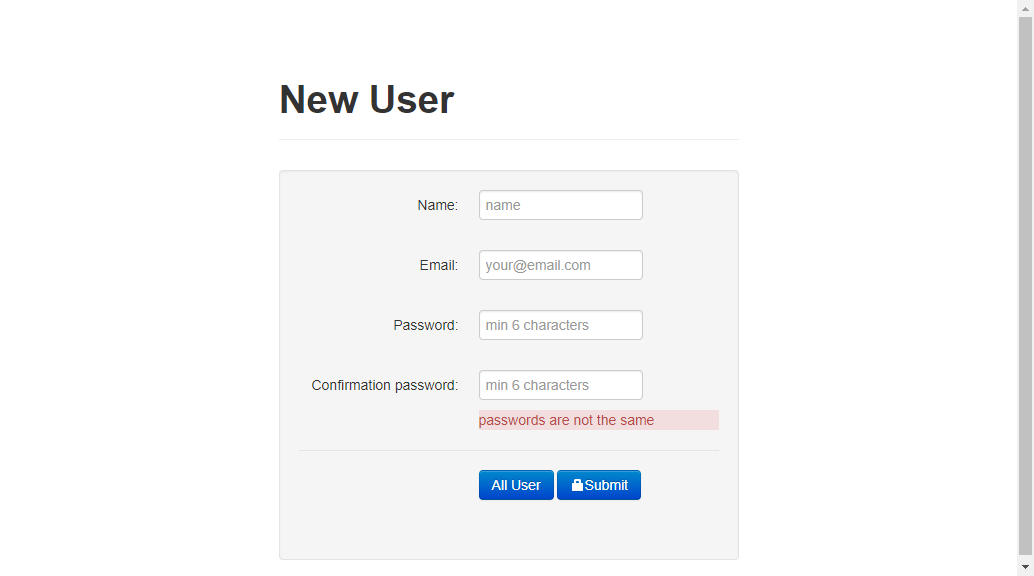 New User
Name: name
Email: your@email.com
Password: min 6 characters
Confirmation password: min 6 characters
passwords are not the same
All User Submit